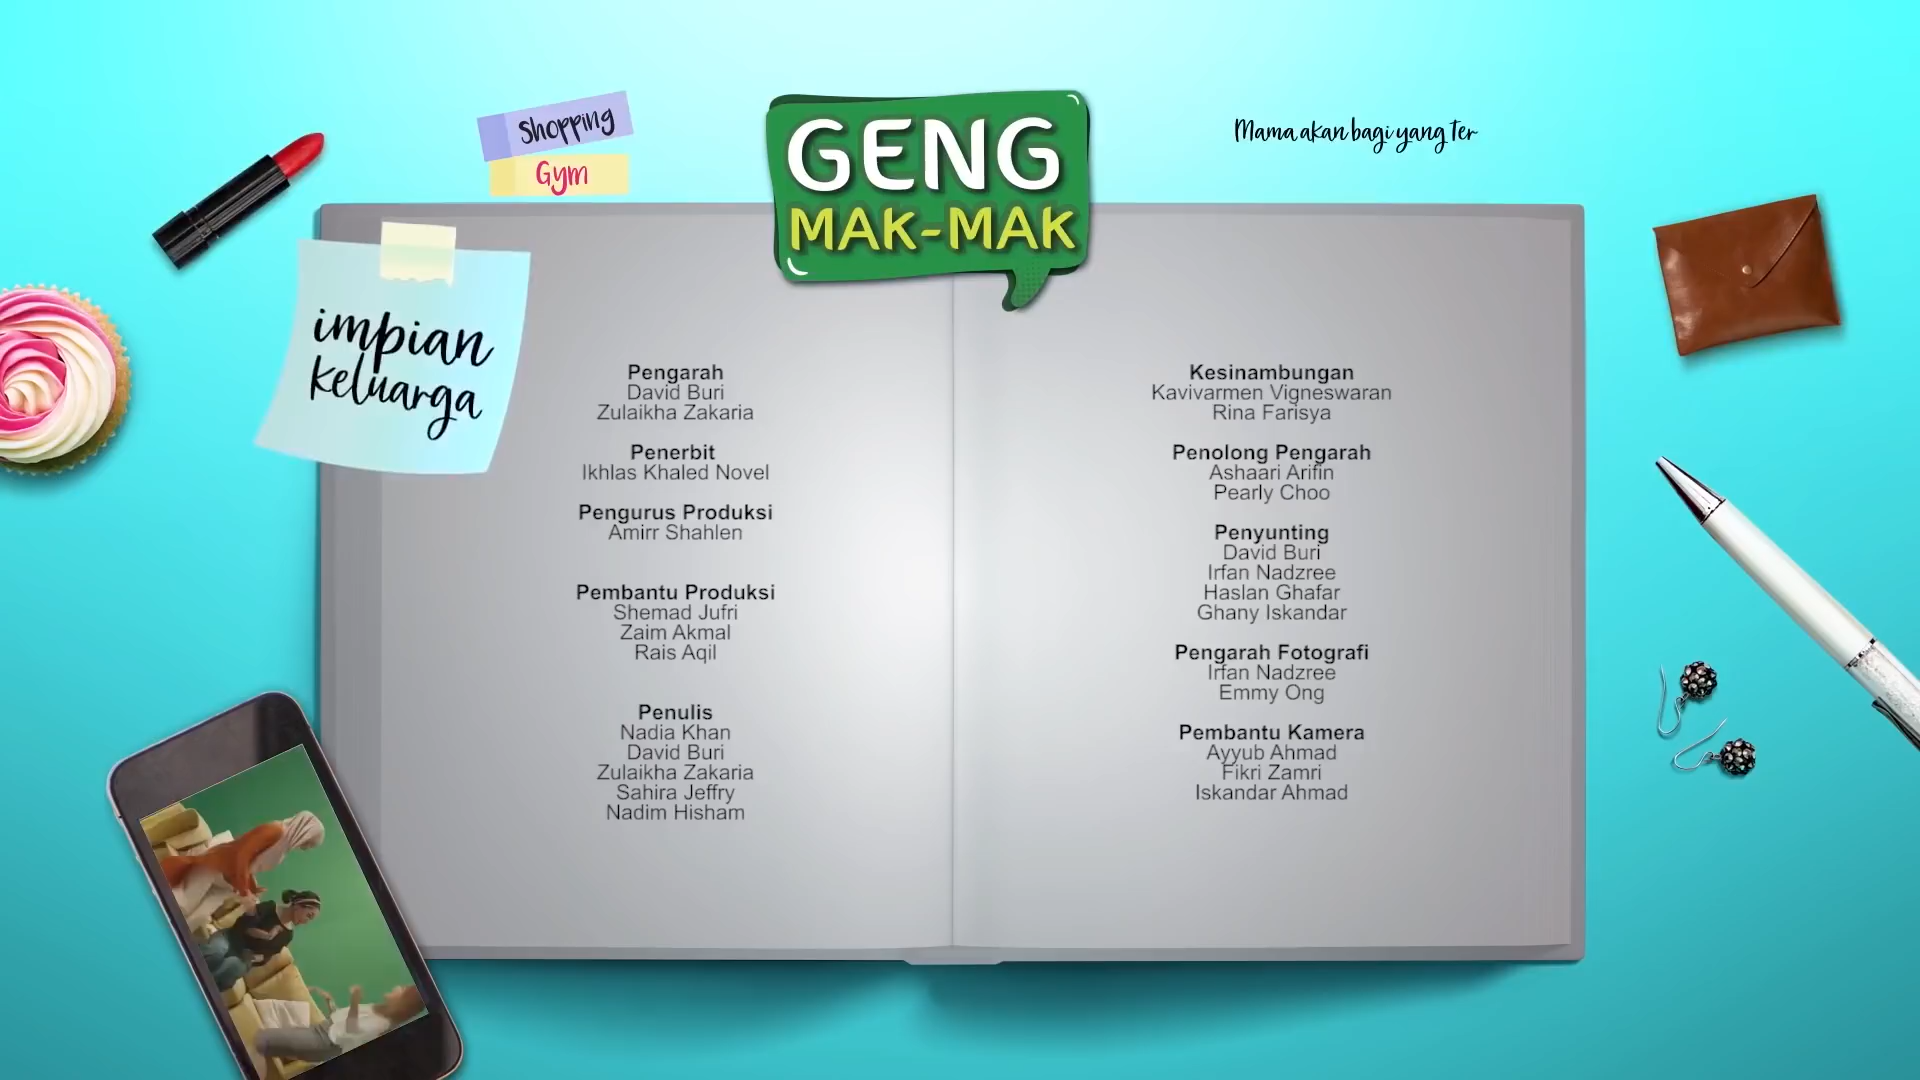 Shopping
Gym
GENG
MAK-MAK
Mama akan bagi yang ter
impian
keluarga
Pengarah
David Buri
Zulaikha Zakaria
Penerbit
Ikhlas Khaled Novel
Pengurus Produksi
Amirr Shahlen
Pembantu Produksi
Shemad Jufri
Zaim Akmal
Rais Aqil
Penulis
Nadia Khan
David Buri
Zulaikha Zakaria
Sahira Jeffry
Nadim Hisham
Kesinambungan
Kavivarmen Vigneswaran
Rina Farisya
Penolong Pengarah
Ashaari Arifin
Pearly Choo
Penyunting
David Buri
Irfan Nadzree
Haslan Ghafar
Ghany Iskandar
Pengarah Fotografi
Irfan Nadzree
Emmy Ong
Pembantu Kamera
Ayyub Ahmad
Fikri Zamri
Iskandar Ahmad